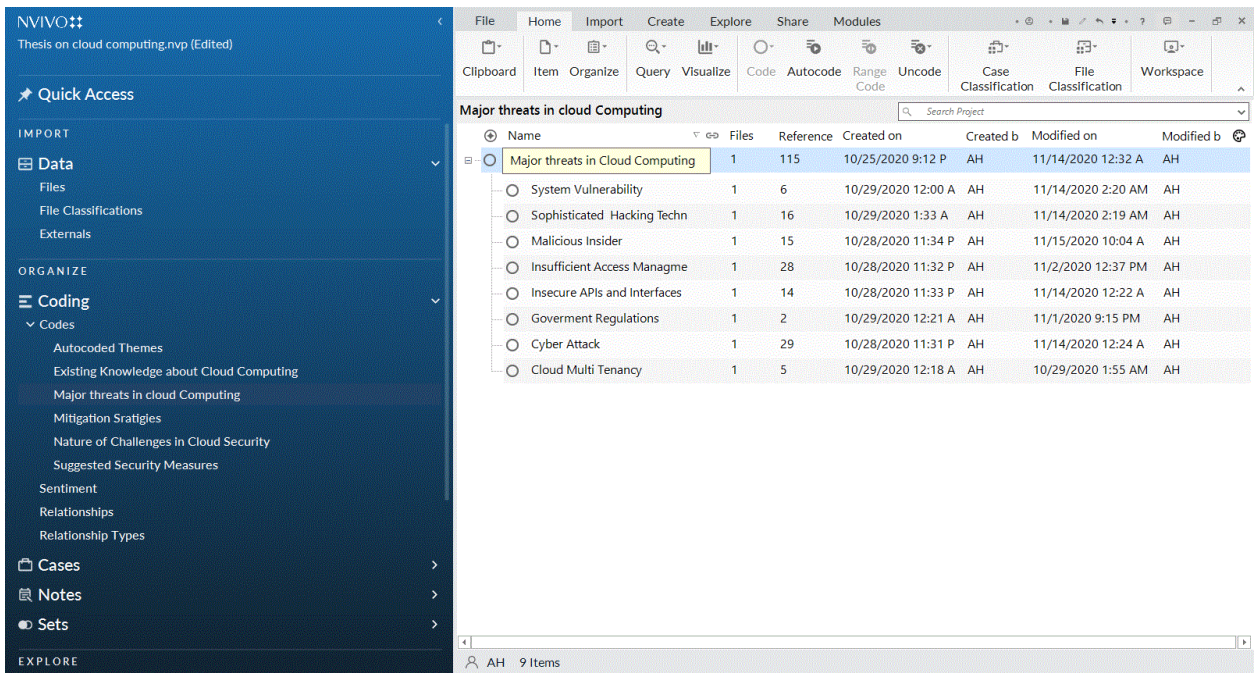 NVIVO
Thesis on cloud computing.nvp (Edited)
Quick Access
IMPORT
Data
Files
File Classifications
Externals
ORGANIZE
Coding
Codes
Autocoded Themes
Existing Knowledge about Cloud Computing
Major threats in cloud Computing
Mitigation Sratigies
Nature of Challenges in Cloud Security
Suggested Security Measures
Sentiment
Relationships
Relationship Types
Cases
Notes
Sets
EXPLORE
File Home Import Create Explore Share Modules
Clipboard Item Organize Query Visualize Code Autocode Range Code Uncode Case Classification File Classification Workspace
Major threats in cloud Computing
Search Project
Name Files Reference Created on Created b Modified on Modified b
Major threats in Cloud Computing 1 115 10/25/2020 9:12 P AH 11/14/2020 12:32 A AH
System Vulnerability 1 6 10/29/2020 12:00 A AH 11/14/2020 2:20 AM AH
Sophisticated Hacking Techn 1 16 10/29/2020 1:33 A AH 11/14/2020 2:19 AM AH
Malicious Insider 1 15 10/28/2020 11:34 P AH 11/15/2020 10:04 A AH
Insufficient Access Managme 1 28 10/28/2020 11:32 P AH 11/2/2020 12:37 PM AH
Insecure APIs and Interfaces 1 14 10/28/2020 11:33 P AH 11/14/2020 12:22 A AH
Goverment Regulations 1 2 10/29/2020 12:21 A AH 11/1/2020 9:15 PM AH
Cyber Attack 1 29 10/28/2020 11:31 P AH 11/14/2020 12:24 A AH
Cloud Multi Tenancy 1 5 10/29/2020 12:18 A AH 10/29/2020 1:55 AM AH
AH 9 Items